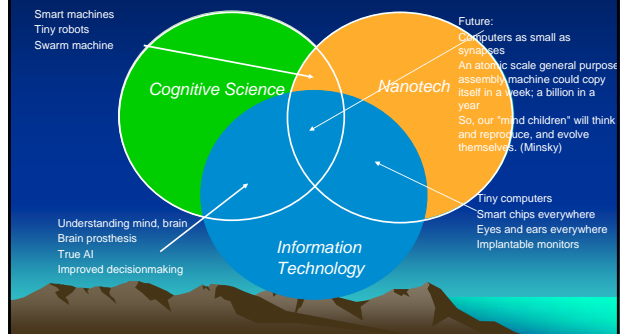 Smart machines
Tiny robots
Swarm machine
Future:
Computers as small as
synapses
An atomic scale general purpose
assembly machine could copy
itself in a week; a billion in a
year
So, our "mind children" will think
and reproduce, and evolve
themselves. (Minsky)
Cognitive Science
Nanotech
Tiny computers
Smart chips everywhere
Eyes and ears everywhere
Implantable monitors
Understanding mind, brain
Brain prosthesis
True AI
Improved decisionmaking
Information
Technology